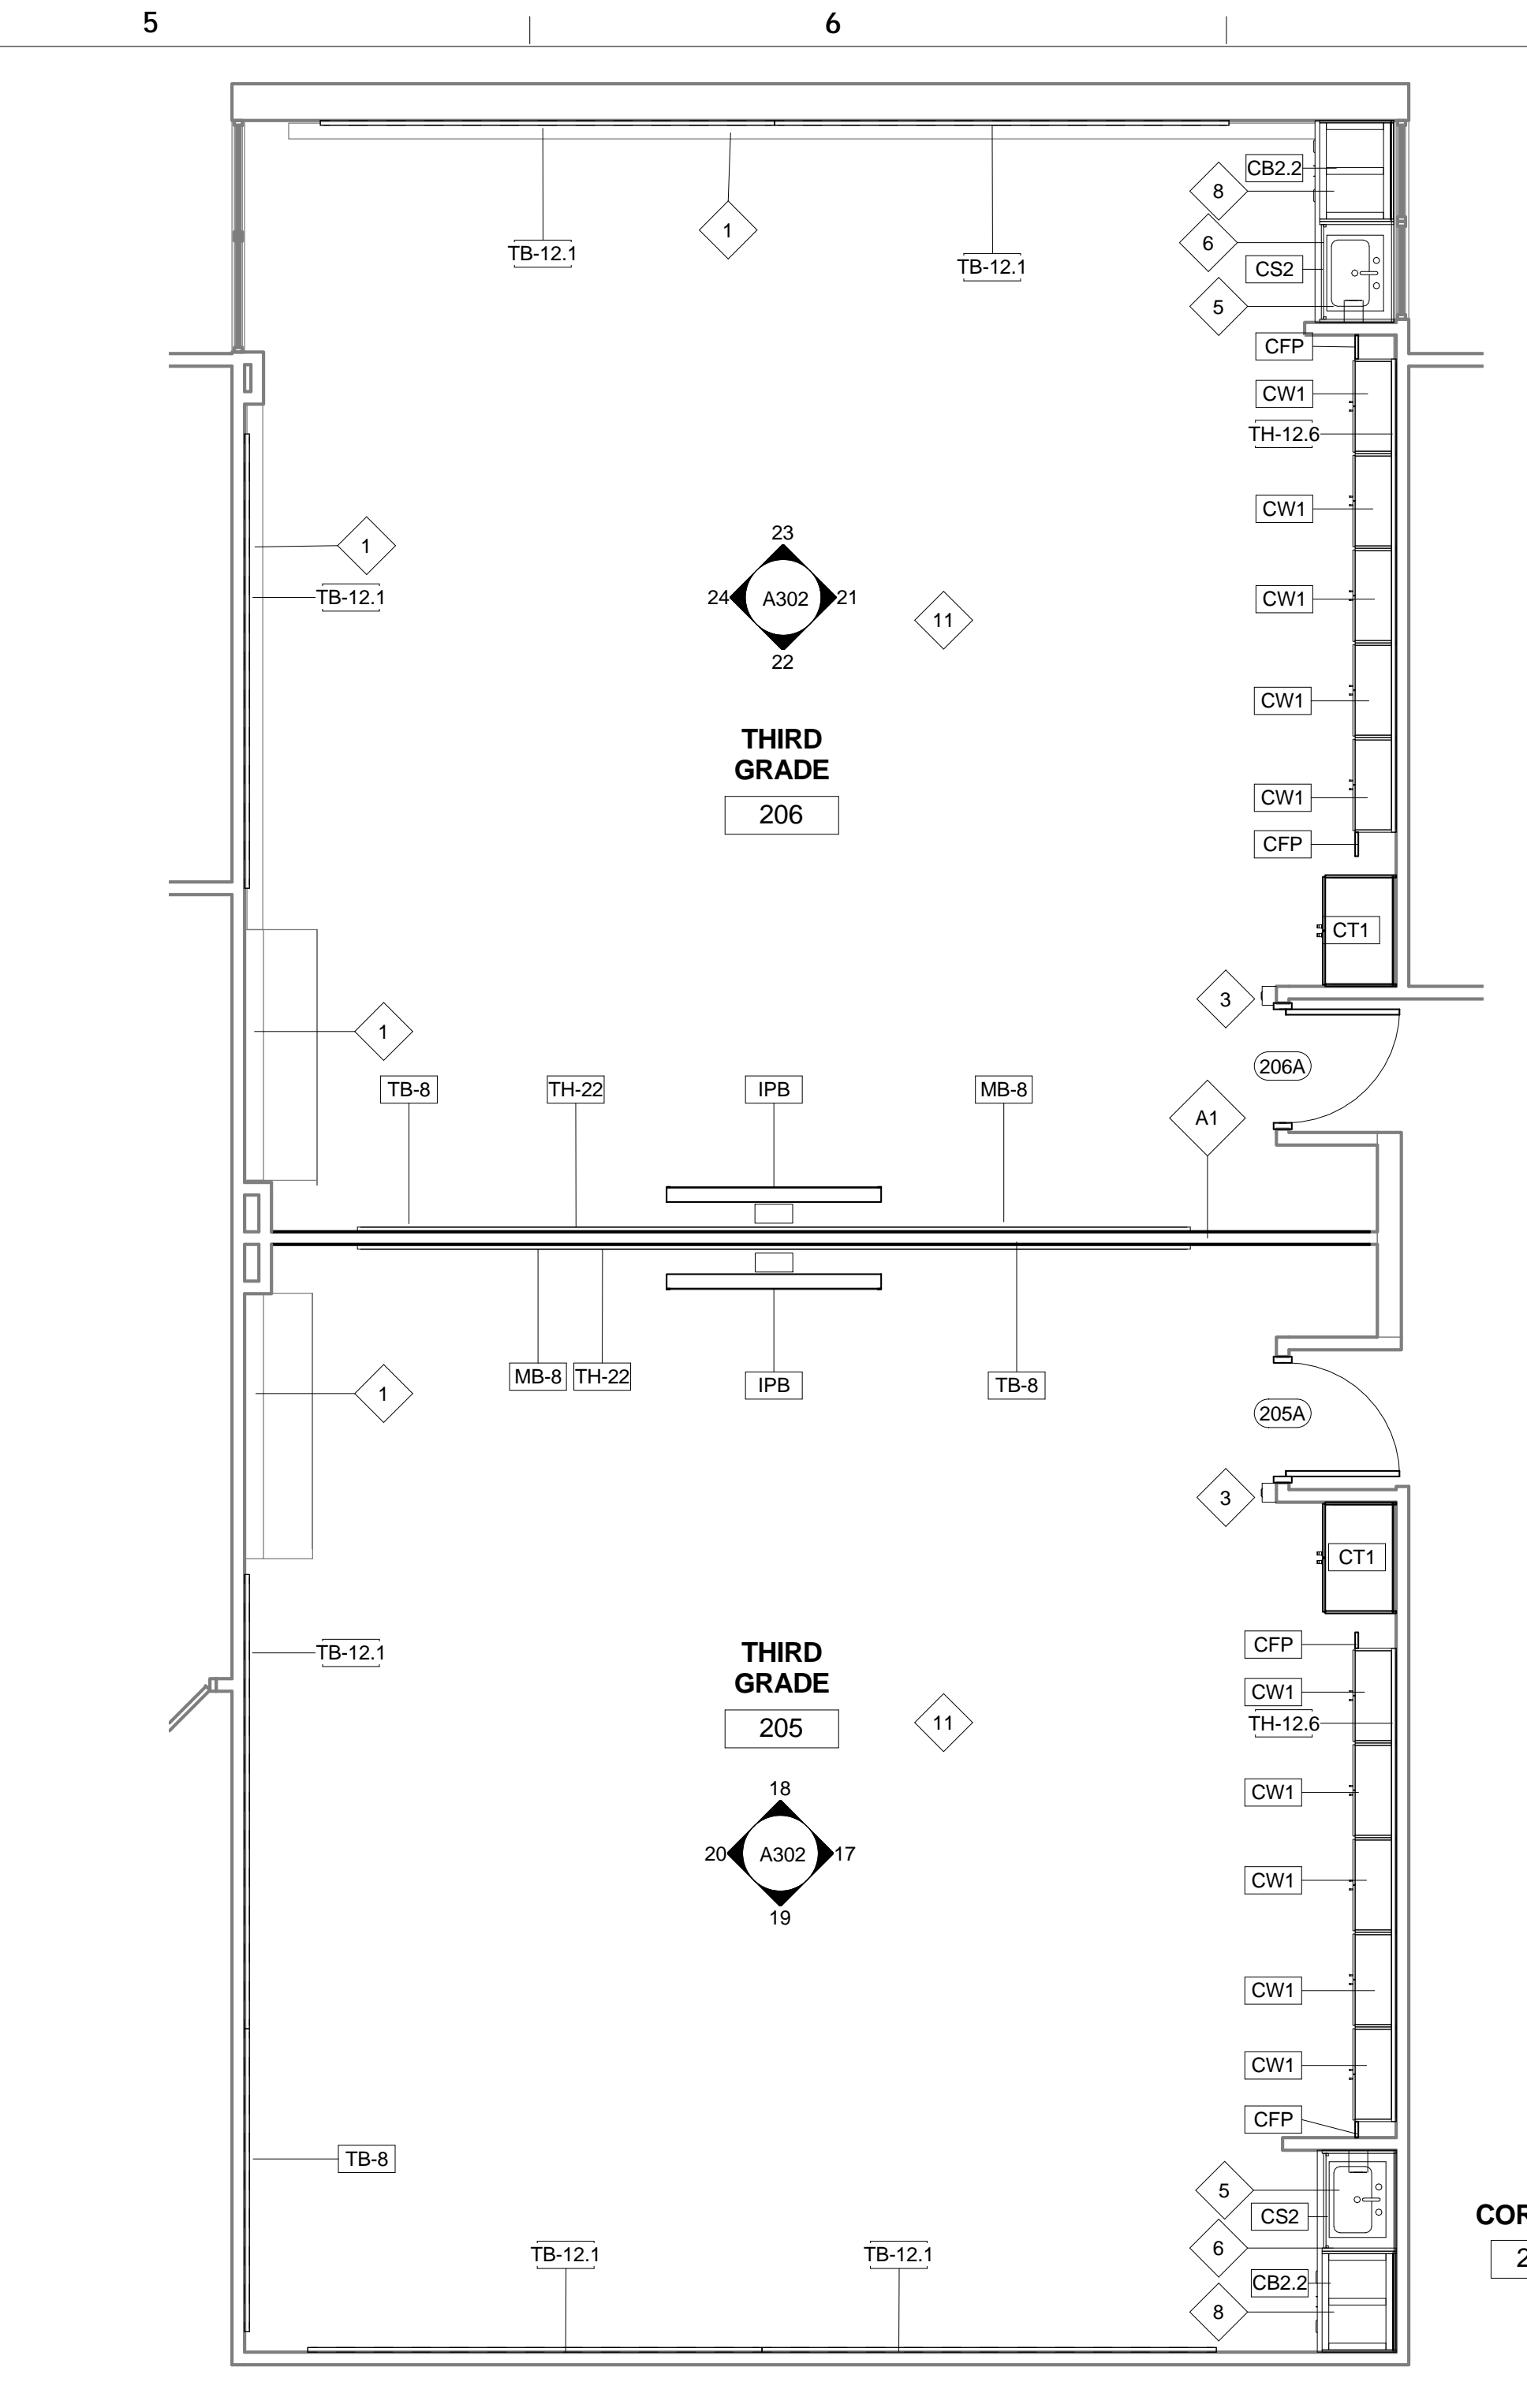 5
6
CB2.2
8
1
6
TB-12.1
TB-12.1
CS2
5
CFP
CW1
TH-12.6
CW1
23
1
TB-12.1
24
A302
21
CW1
11
22
CW1
THIRD
GRADE
CW1
206
CFP
CT1
3
1
206A
TB-8
TH-22
IPB
MB-8
A1
MB-8
TH-22
IPB
TB-8
1
205A
3
CT1
CFP
TB-12.1
THIRD
GRADE
CW1
205
11
TH-12.6
18
CW1
20
A302
17
CW1
19
CW1
CW1
CFP
TB-8
5
CS2
COR
TB-12.1
TB-12.1
6
2
CB2.2
8